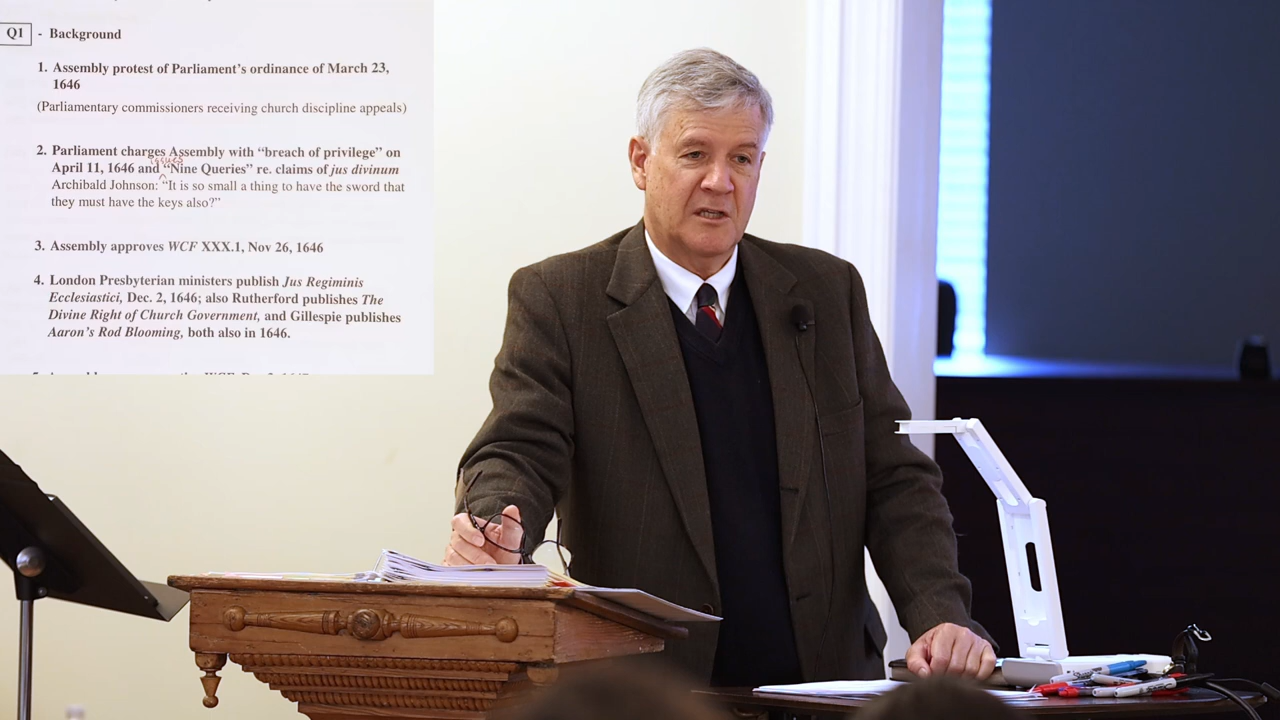 Q1 - Background
1. Assembly protest of Parliament's ordinance of March 23,
1646
(Parliamentary commissioners receiving church discipline appeals)
2. Parliament charges Assembly with “breach of privilege” on
issues
April 11, 1646 and “Nine Queries” re. claims of jus divinum
Archibald Johnson: “It is so small a thing to have the sword that
they must have the keys also?”
3. Assembly approves WCF XXX.1, Nov 26, 1646
4. London Presbyterian ministers publish Jus Regiminis
Ecclesiastici, Dec. 2, 1646; also Rutherford publishes The
Divine Right of Church Government, and Gillespie publishes
Aaron's Rod Blooming, both also in 1646.